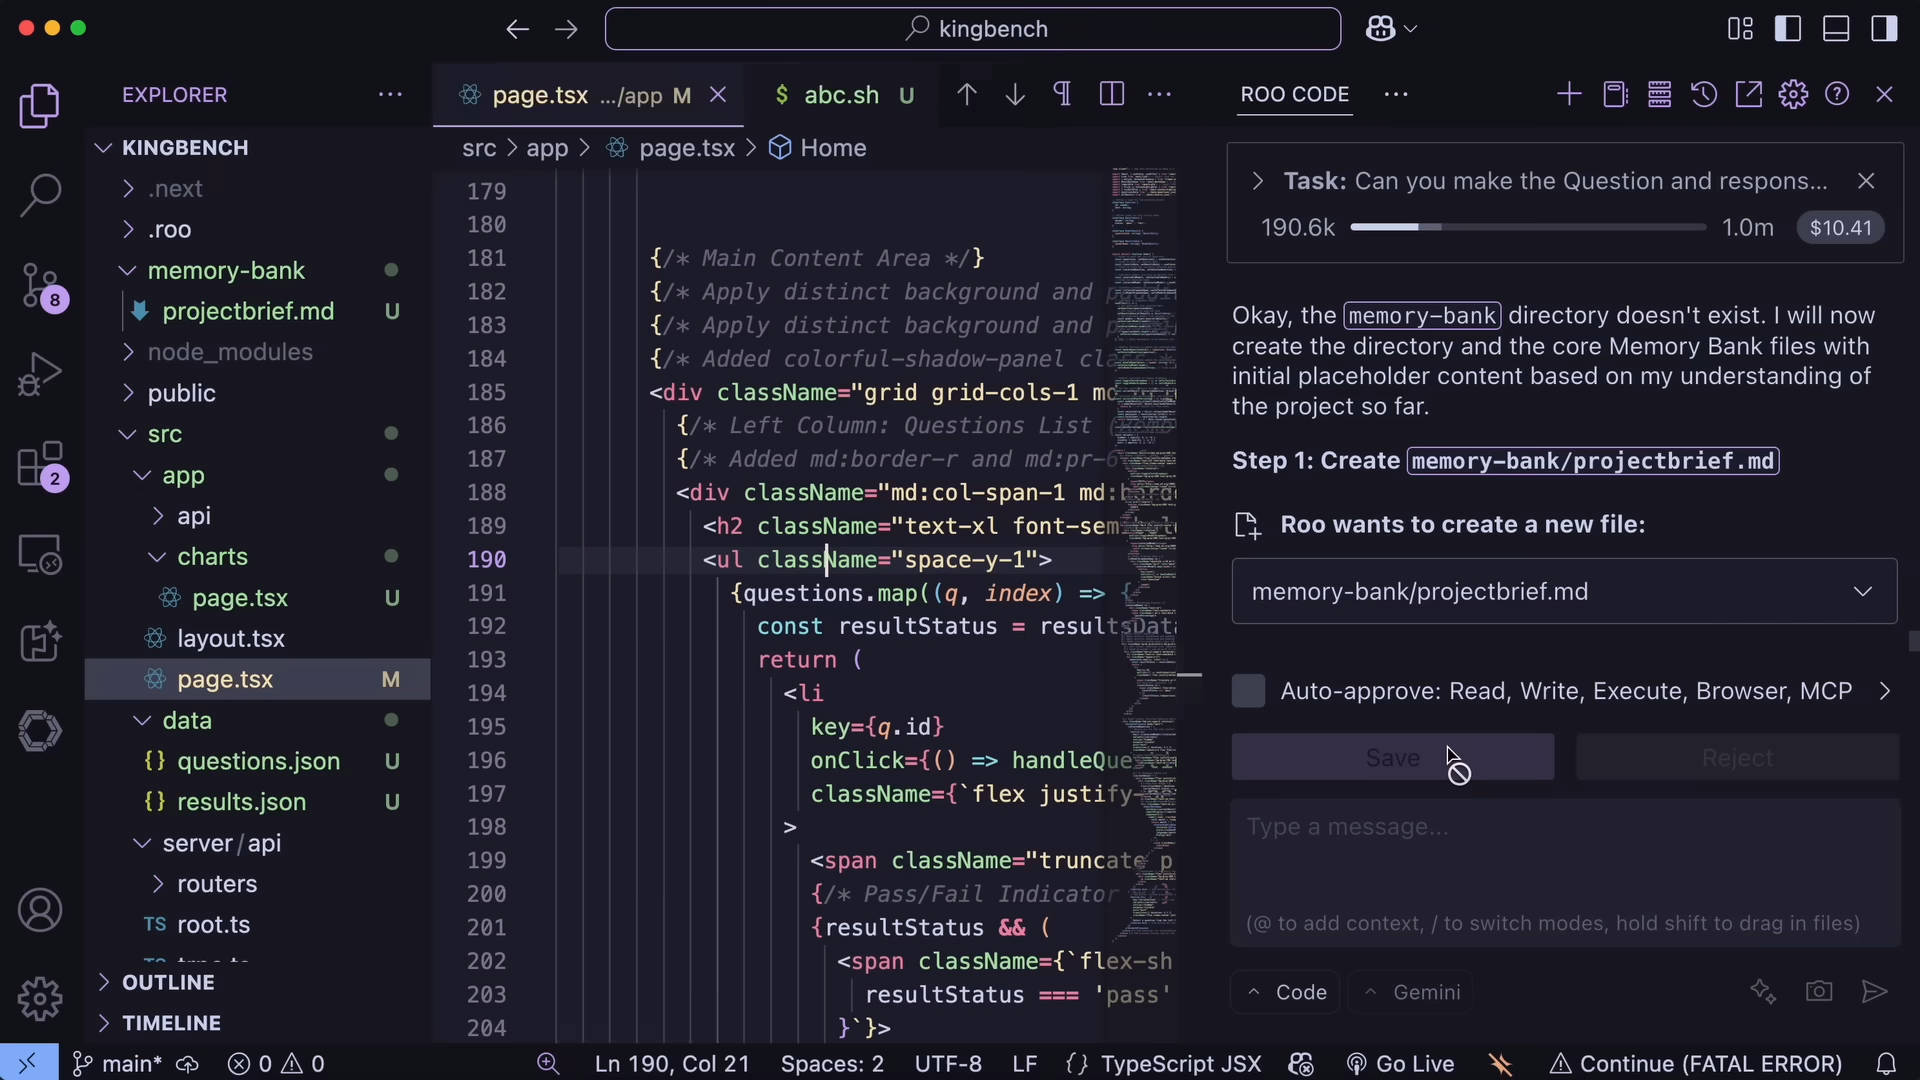 kingbench
EXPLORER
KINGBENCH
.next
.roo
memory-bank
projectbrief.md U
node_modules
public
src
app
api
charts
page.tsx U
layout.tsx
page.tsx M
data
questions.json U
results.json U
server/api
routers
TS root.ts
OUTLINE
TIMELINE
page.tsx .../app M
$ abc.sh U
src > app > page.tsx > Home
179
180
181 {/* Main Content Area */}
182 {/* Apply distinct background and
183 {/* Apply distinct background and
184 {/* Added colorful-shadow-panel
185 <div className="grid grid-cols-1
186 {/* Left Column: Questions List
187 {/* Added md:border-r and md:pr-6
188 <div className="md:col-span-1
189 <h2 className="text-xl
190 <ul className="space-y-1">
191 {questions.map((q, index) => {
192 const resultStatus =
193 return (
194 <li
195 key={q.id}
196 onClick={() =>
197 className={`flex
198 >
199 <span className="truncate
200 {/* Pass/Fail Indicator */}
201 {resultStatus && (
202 <span className={`flex-sh
203 resultStatus === 'pass'
204 }`}>
ROO CODE
Task: Can you make the Question and respons...
190.6k 1.0m $10.41
Okay, the memory-bank directory doesn't exist. I will now
create the directory and the core Memory Bank files with
initial placeholder content based on my understanding of
the project so far.
Step 1: Create memory-bank/projectbrief.md
Roo wants to create a new file:
memory-bank/projectbrief.md
Auto-approve: Read, Write, Execute, Browser, MCP
Save Reject
Type a message...
(@ to add context, / to switch modes, hold shift to drag in files)
Code Gemini
8
2
main* 0 0 Ln 190, Col 21 Spaces: 2 UTF-8 LF {} TypeScript JSX Go Live Continue (FATAL ERROR)